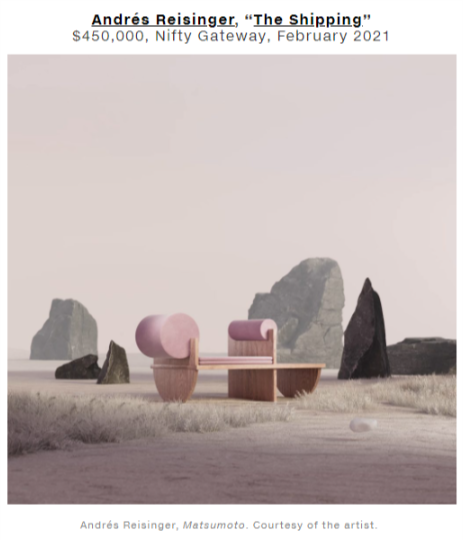 Andrés Reisinger, “The Shipping”
$450,000, Nifty Gateway, February 2021
Andrés Reisinger, Matsumoto. Courtesy of the artist.